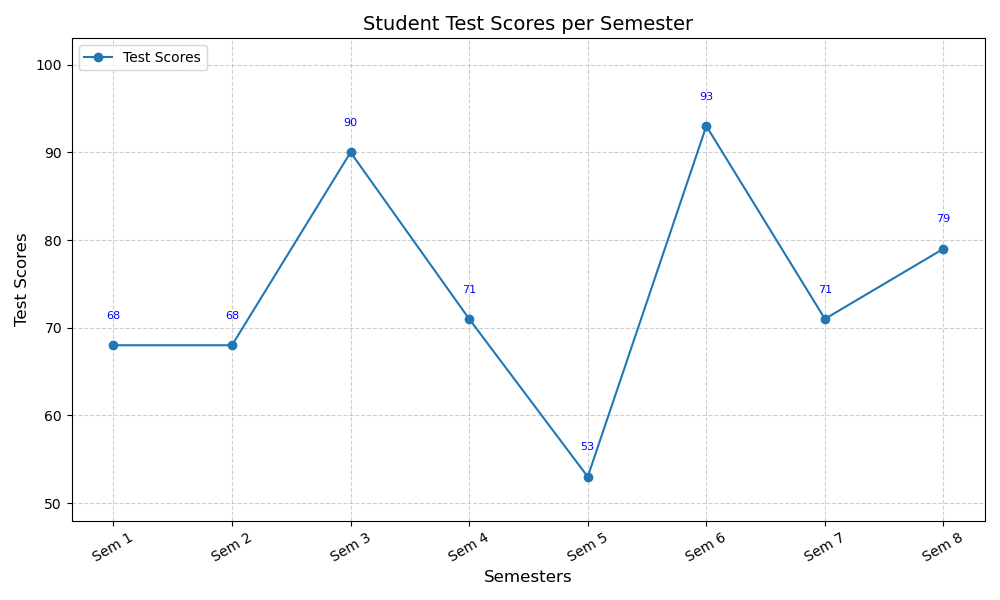 Student Test Scores per Semester
Test Scores
100
90
80
70
60
50
Test Scores
68
68
90
71
53
93
71
79
Sem 1
Sem 2
Sem 3
Sem 4
Sem 5
Sem 6
Sem 7
Sem 8
Semesters